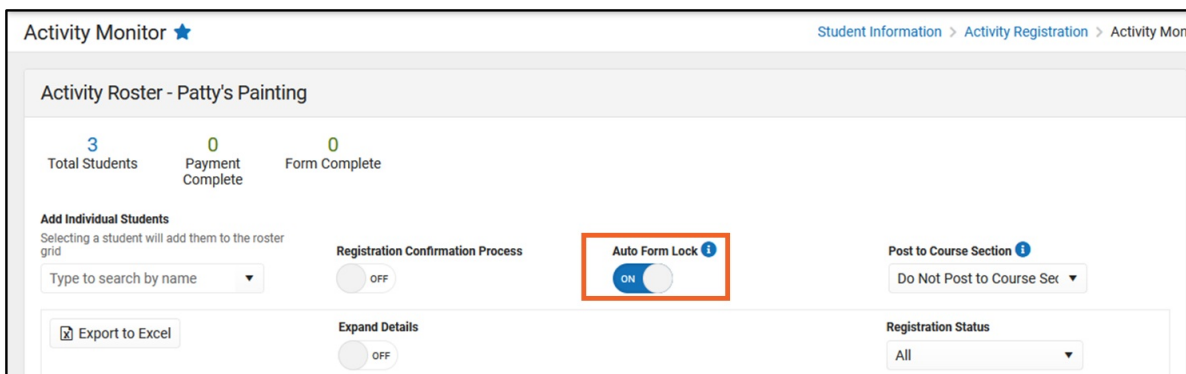 Activity Monitor
Student Information > Activity Registration > Activity Mon
Activity Roster - Patty's Painting
3
Total Students
0
Payment
Complete
0
Form Complete
Add Individual Students
Selecting a student will add them to the roster
grid
Type to search by name
Registration Confirmation Process
OFF
Auto Form Lock
ON
Post to Course Section
Do Not Post to Course Sec
Export to Excel
Expand Details
OFF
Registration Status
All